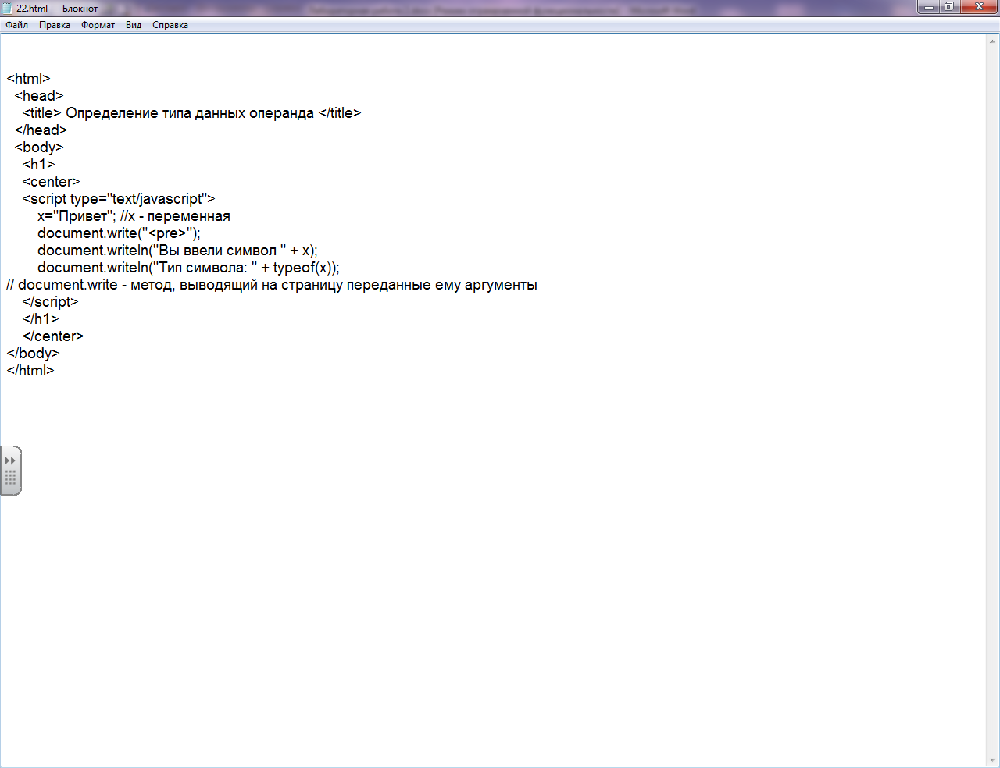 22.html — Блокнот
Файл Правка Формат Вид Справка
<html>
<head>
<title> Определение типа данных операнда </title>
</head>
<body>
<h1>
<center>
<script type="text/javascript">
x="Привет"; //x - переменная
document.write("<pre>");
document.writeln("Вы ввели символ " + x);
document.writeln("Тип символа: " + typeof(x));
// document.write - метод, выводящий на страницу переданные ему аргументы
</script>
</h1>
</center>
</body>
</html>